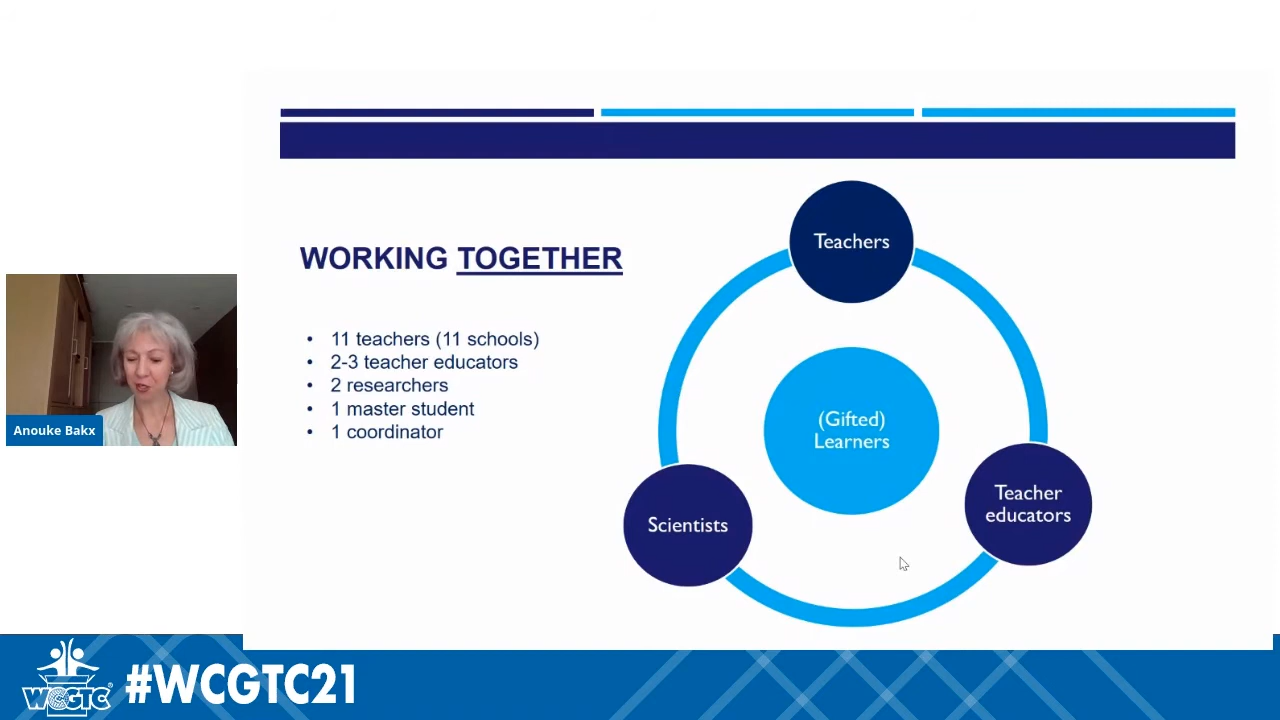 WORKING TOGETHER
• 11 teachers (11 schools)
• 2-3 teacher educators
• 2 researchers
• 1 master student
• 1 coordinator
Teachers
(Gifted)
Learners
Scientists
Teacher
educators
Anouke Bakx
WCGTC®
#WCGTC21